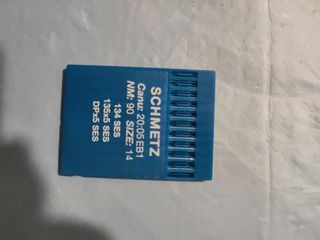 SCHMETZ
Canu: 20:05 EB1
NM: 90 SIZE: 14
134 SES
135x5 SES
DPx5 SES